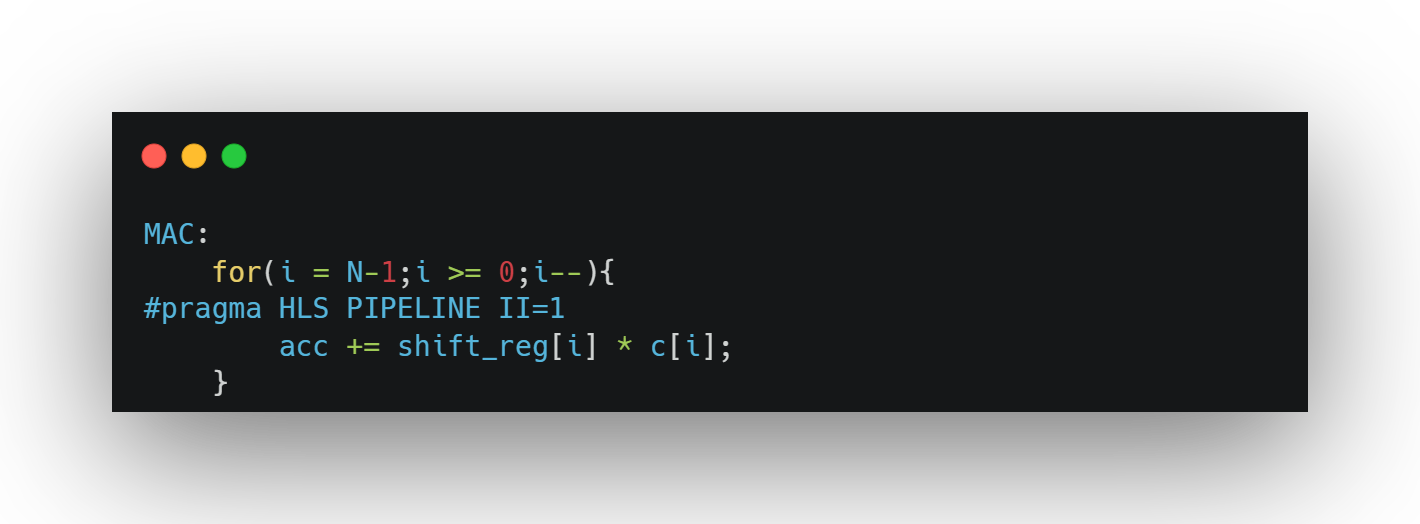 MAC:
    for(i = N-1;i >= 0;i--){
#pragma HLS PIPELINE II=1
        acc += shift_reg[i] * c[i];
    }